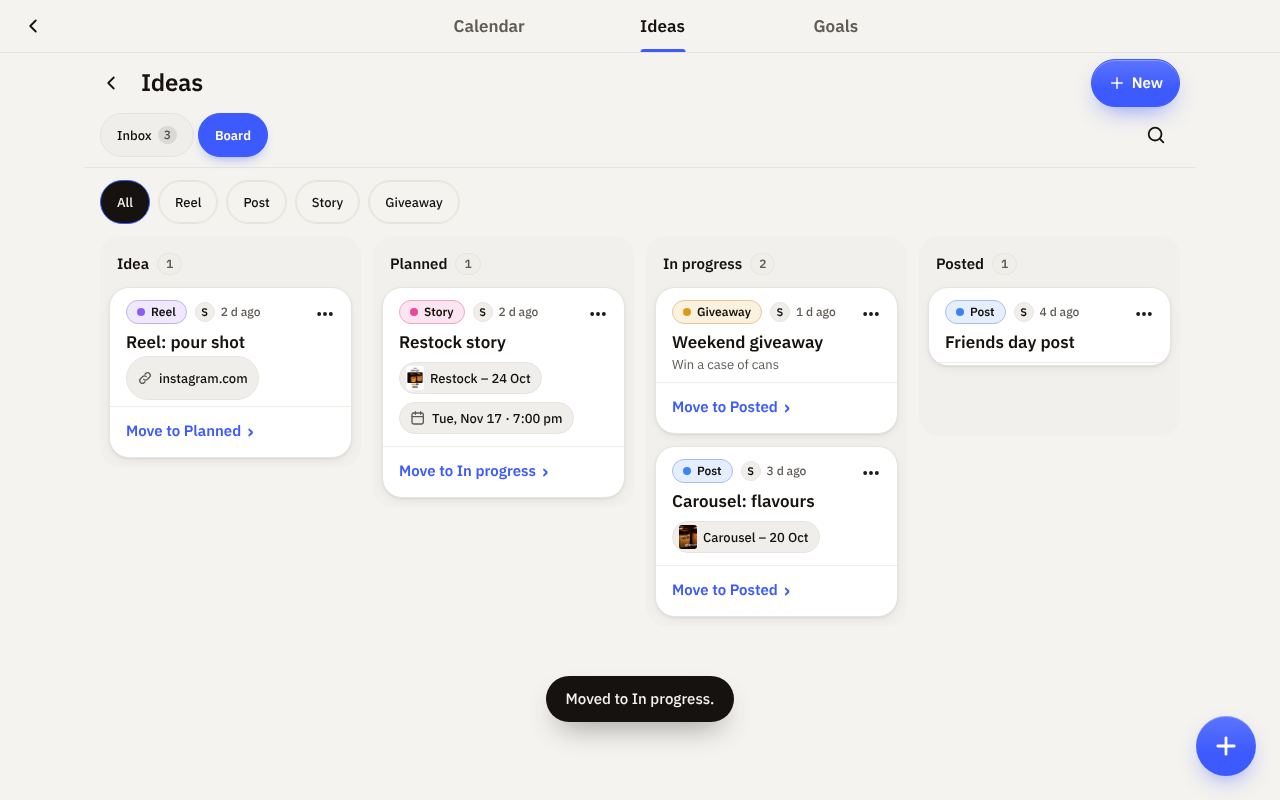 Calendar
Ideas
Goals
Ideas
New
Inbox 3
Board
All
Reel
Post
Story
Giveaway
Idea 1
Reel S 2 d ago
Reel: pour shot
instagram.com
Move to Planned
Planned 1
Story S 2 d ago
Restock story
Restock – 24 Oct
Tue, Nov 17 · 7:00 pm
Move to In progress
In progress 2
Giveaway S 1 d ago
Weekend giveaway
Win a case of cans
Move to Posted
Post S 3 d ago
Carousel: flavours
Carousel – 20 Oct
Move to Posted
Posted 1
Post S 4 d ago
Friends day post
Moved to In progress.